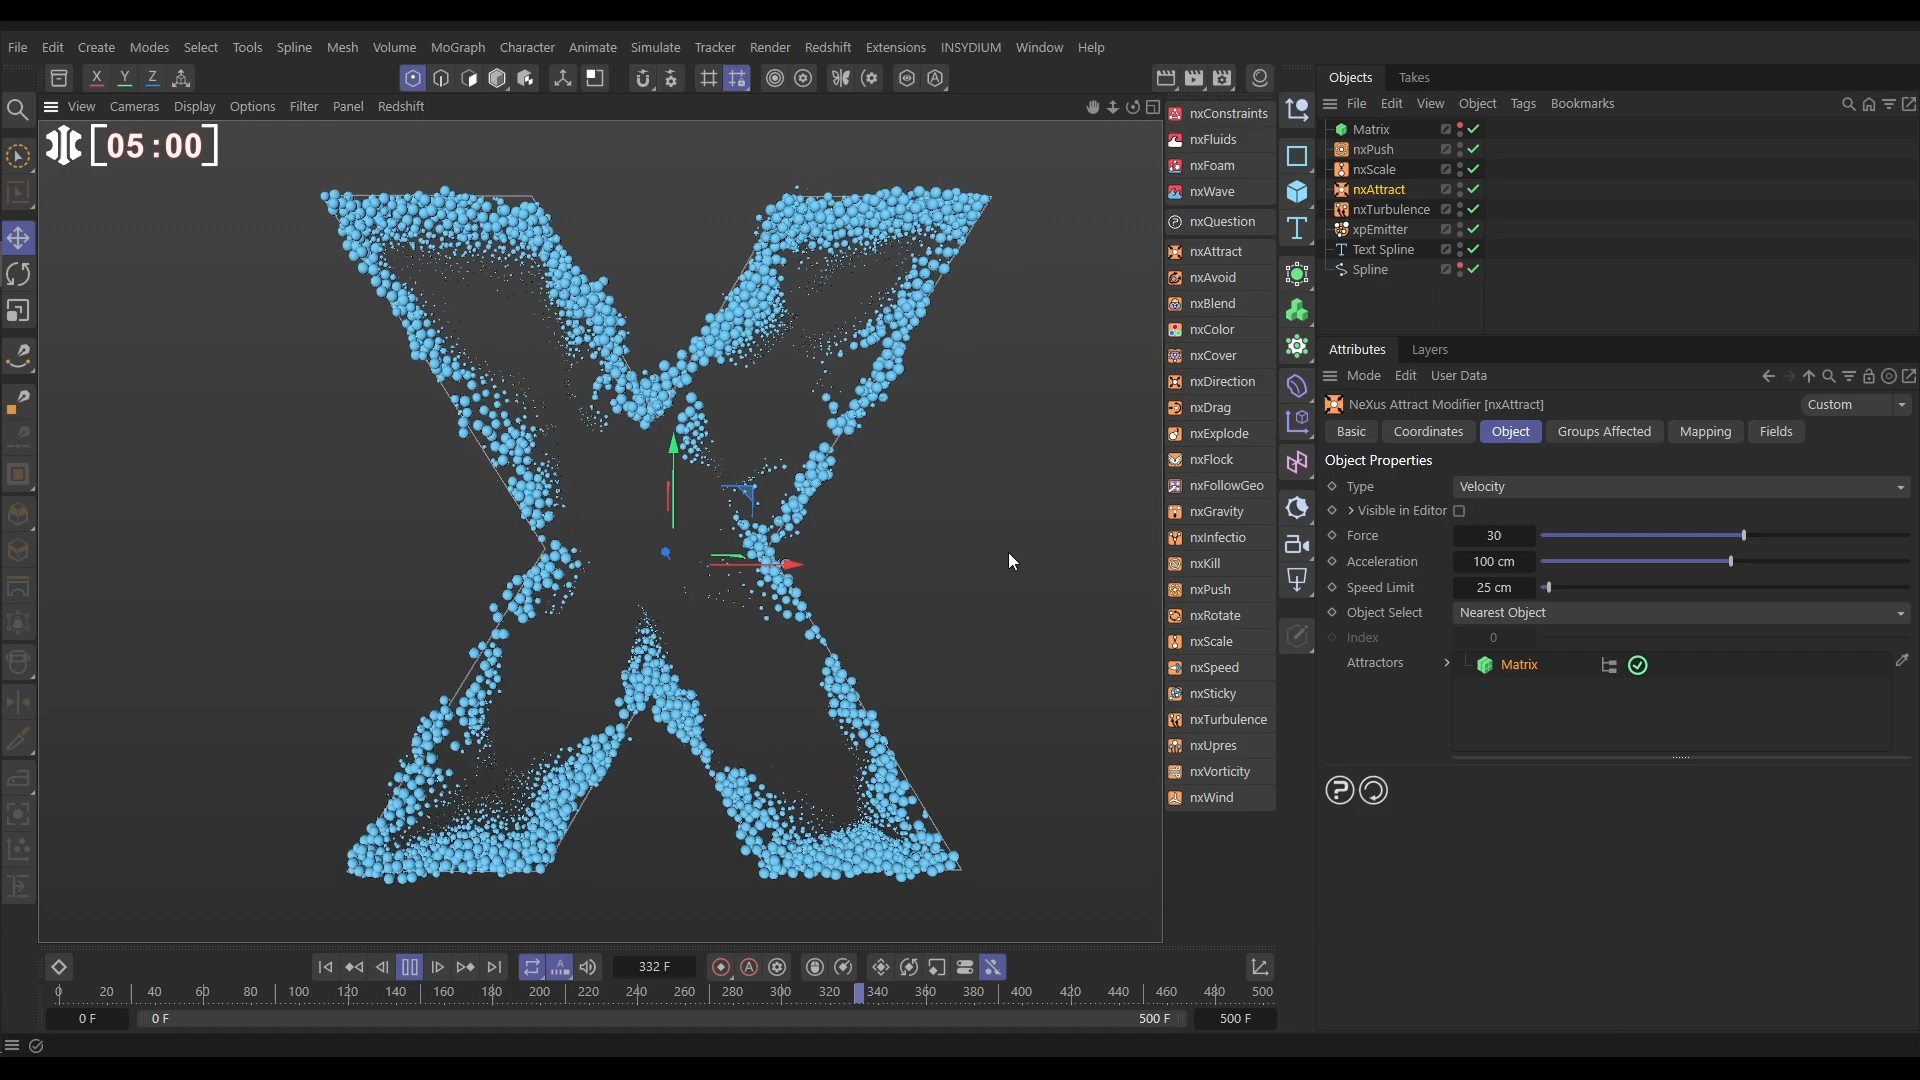 File Edit Create Modes Select Tools Spline Mesh Volume MoGraph Character Animate Simulate Tracker Render Redshift Extensions INSYDIUM Window Help
X Y Z
View Cameras Display Options Filter Panel Redshift
[05:00]
nxConstraints
nxFluids
nxFoam
nxWave
nxQuestion
nxAttract
nxAvoid
nxBlend
nxColor
nxCover
nxDirection
nxDrag
nxExplode
nxFlock
nxFollowGeo
nxGravity
nxInfectio
nxKill
nxPush
nxRotate
nxScale
nxSpeed
nxSticky
nxTurbulence
nxUpres
nxVorticity
nxWind
Objects Takes
File Edit View Object Tags Bookmarks
Matrix
nxPush
nxScale
nxAttract
nxTurbulence
xpEmitter
Text Spline
Spline
Attributes Layers
Mode Edit User Data
NeXus Attract Modifier [nxAttract] Custom
Basic Coordinates Object Groups Affected Mapping Fields
Object Properties
Type Velocity
Visible in Editor
Force 30
Acceleration 100 cm
Speed Limit 25 cm
Object Select Nearest Object
Index 0
Attractors Matrix
332 F
0 20 40 60 80 100 120 140 160 180 200 220 240 260 280 300 320 340 360 380 400 420 440 460 480 500
0 F 0 F 500 F 500 F